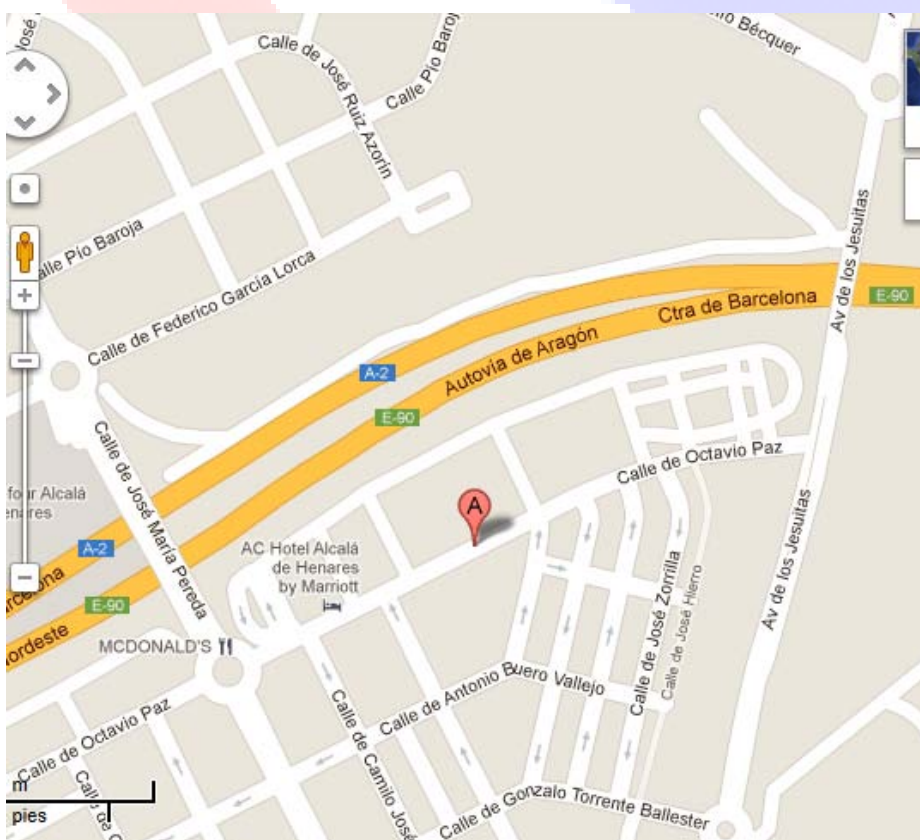 José
Calle de José Ruiz Azorín
Calle Pío Baroja
Bécquer
Av de los Jesuitas
Pío Baroja
Calle de Federico García Lorca
E-90
Ctra de Barcelona
Autovía de Aragón
A-2
E-90
Calle de José María Pereda
Calle de Octavio Paz
Alcalá
A
A-2
AC Hotel Alcalá
de Henares
by Marriott
E-90
MCDONALD'S
Calle de José Zorrilla
Calle de José Hierro
Av de los Jesuitas
Calle de Antonio Buero Vallejo
Calle de Octavio Paz
Calle de Camilo José
Calle de Gonzalo Torrente Ballester
m
pies